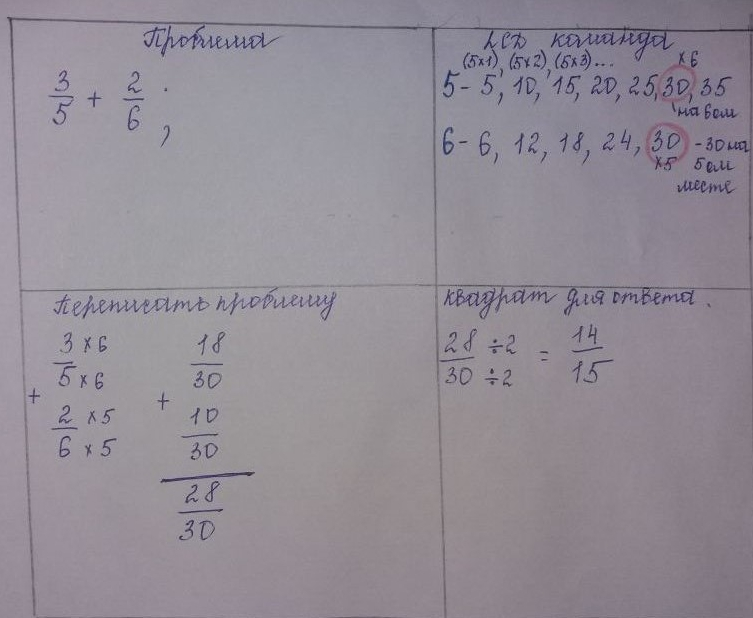 Проблема
3/5 + 2/6 ;
LCD команда
(5×1), (5×2), (5×3)... ×6
5 - 5, 10, 15, 20, 25, 30, 35
на 6ом
6 - 6, 12, 18, 24, 30 - 30 на
×5 5ом
месте
Переписать проблему
3 × 6
5 × 6
+
2 × 5
6 × 5
18
30
+
10
30
28
30
квадрат для ответа.
28 ÷2 = 14
30 ÷2 15